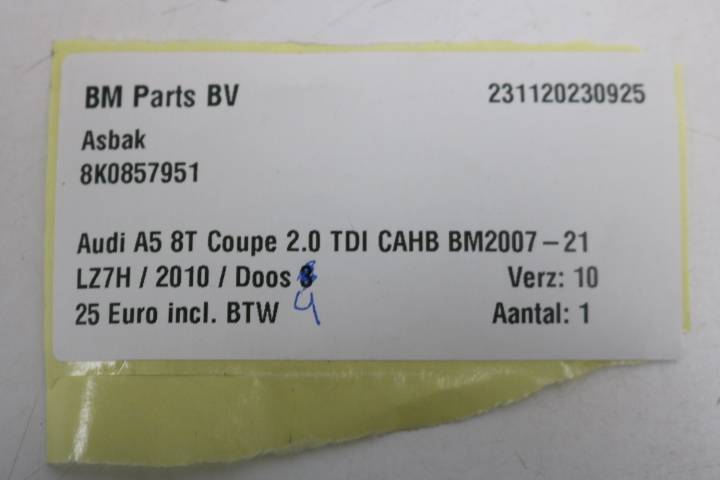 BM Parts BV 231120230925
Asbak
8K0857951
Audi A5 8T Coupe 2.0 TDI CAHB BM2007-21
LZ7H / 2010 / Doos Verz: 10
25 Euro incl. BTW 4 Aantal: 1